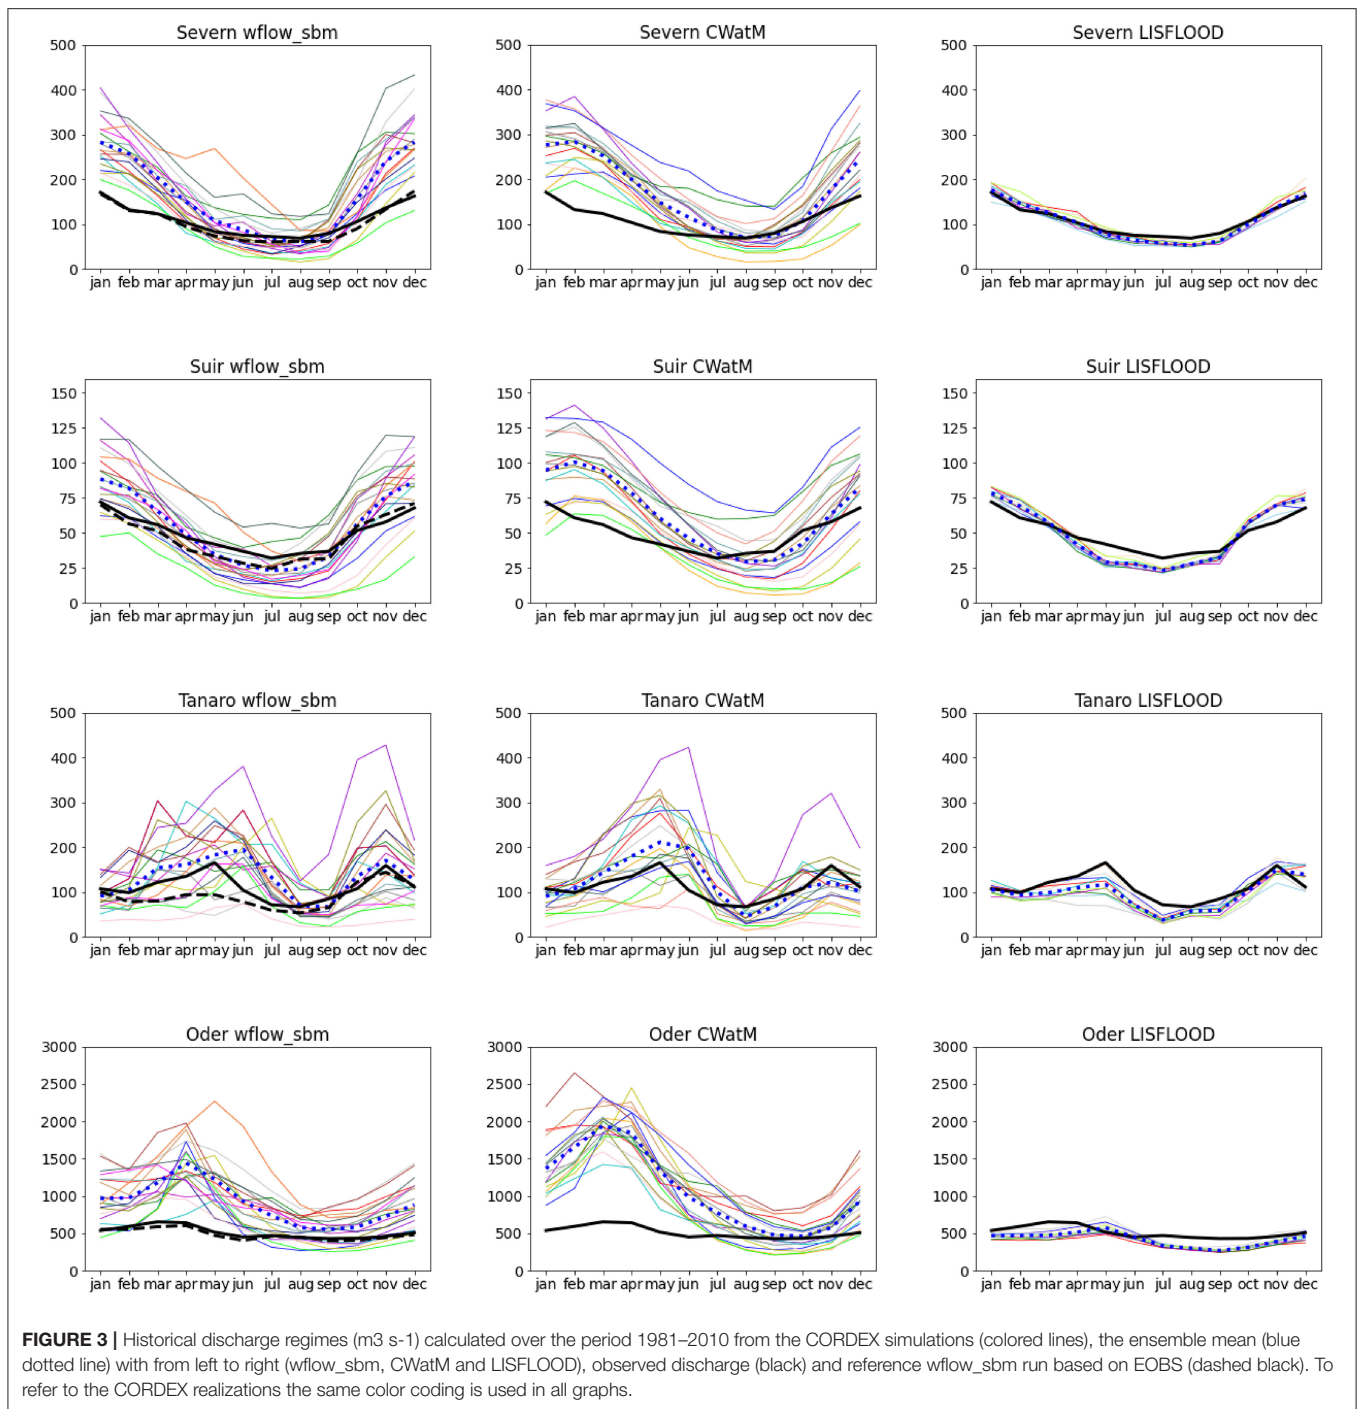 Severn wflow_sbm
500
400
300
200
100
0
jan feb mar apr may jun jul aug sep oct nov dec
Severn CWatM
500
400
300
200
100
0
jan feb mar apr may jun jul aug sep oct nov dec
Severn LISFLOOD
500
400
300
200
100
0
jan feb mar apr may jun jul aug sep oct nov dec
Suir wflow_sbm
150
125
100
75
50
25
0
jan feb mar apr may jun jul aug sep oct nov dec
Suir CWatM
150
125
100
75
50
25
0
jan feb mar apr may jun jul aug sep oct nov dec
Suir LISFLOOD
150
125
100
75
50
25
0
jan feb mar apr may jun jul aug sep oct nov dec
Tanaro wflow_sbm
500
400
300
200
100
0
jan feb mar apr may jun jul aug sep oct nov dec
Tanaro CWatM
500
400
300
200
100
0
jan feb mar apr may jun jul aug sep oct nov dec
Tanaro LISFLOOD
500
400
300
200
100
0
jan feb mar apr may jun jul aug sep oct nov dec
Oder wflow_sbm
3000
2500
2000
1500
1000
500
0
jan feb mar apr may jun jul aug sep oct nov dec
Oder CWatM
3000
2500
2000
1500
1000
500
0
jan feb mar apr may jun jul aug sep oct nov dec
Oder LISFLOOD
3000
2500
2000
1500
1000
500
0
jan feb mar apr may jun jul aug sep oct nov dec
FIGURE 3 | Historical discharge regimes (m3 s-1) calculated over the period 1981–2010 from the CORDEX simulations (colored lines), the ensemble mean (blue
dotted line) with from left to right (wflow_sbm, CWatM and LISFLOOD), observed discharge (black) and reference wflow_sbm run based on EOBS (dashed black). To
refer to the CORDEX realizations the same color coding is used in all graphs.